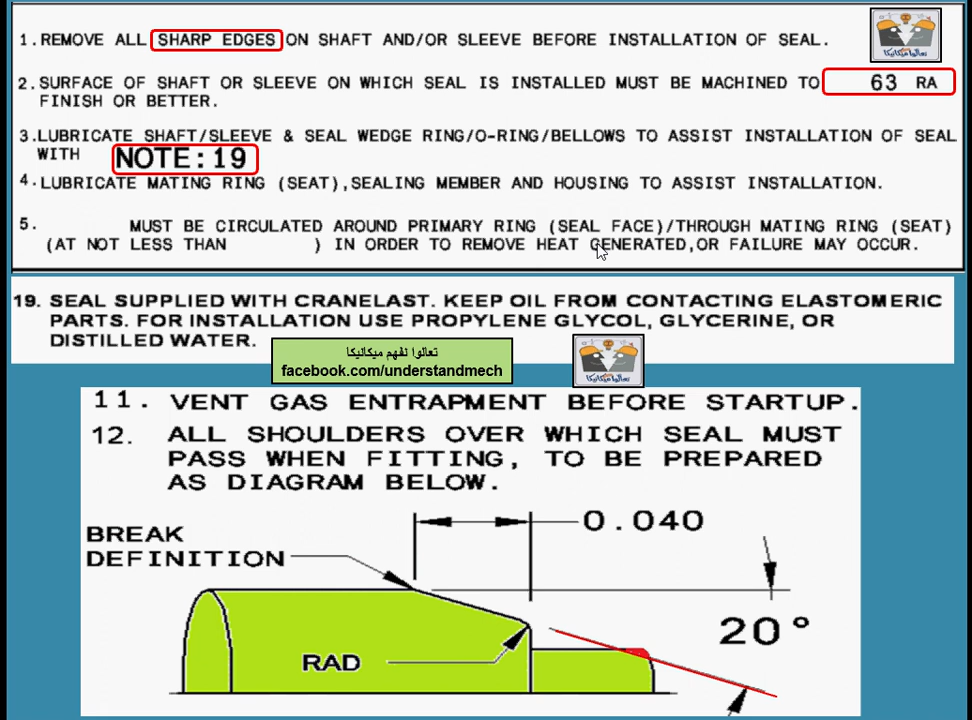 1.REMOVE ALL SHARP EDGES ON SHAFT AND/OR SLEEVE BEFORE INSTALLATION OF SEAL.
تعالوا نفهم ميكانيكا
2.SURFACE OF SHAFT OR SLEEVE ON WHICH SEAL IS INSTALLED MUST BE MACHINED TO 63 RA
FINISH OR BETTER.
3.LUBRICATE SHAFT/SLEEVE & SEAL WEDGE RING/O-RING/BELLOWS TO ASSIST INSTALLATION OF SEAL
WITH NOTE:19
4.LUBRICATE MATING RING (SEAT),SEALING MEMBER AND HOUSING TO ASSIST INSTALLATION.
5. MUST BE CIRCULATED AROUND PRIMARY RING (SEAL FACE)/THROUGH MATING RING (SEAT)
(AT NOT LESS THAN ) IN ORDER TO REMOVE HEAT GENERATED,OR FAILURE MAY OCCUR.
19. SEAL SUPPLIED WITH CRANELAST. KEEP OIL FROM CONTACTING ELASTOMERIC
PARTS. FOR INSTALLATION USE PROPYLENE GLYCOL, GLYCERINE, OR
DISTILLED WATER.
تعالوا نفهم ميكانيكا
facebook.com/understandmech
تعالوا نفهم ميكانيكا
11. VENT GAS ENTRAPMENT BEFORE STARTUP.
12. ALL SHOULDERS OVER WHICH SEAL MUST
PASS WHEN FITTING, TO BE PREPARED
AS DIAGRAM BELOW.
0.040
BREAK
DEFINITION
20°
RAD